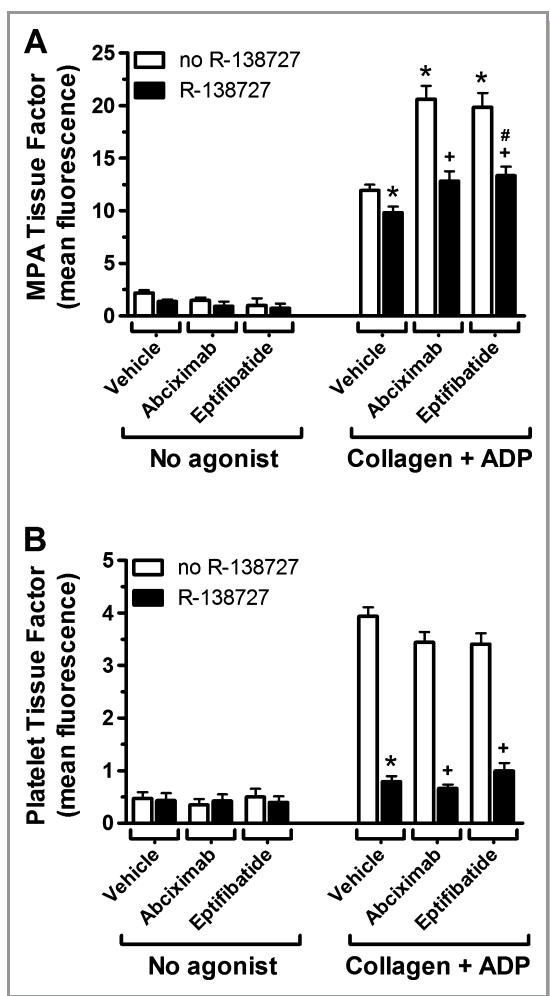 A
MPA Tissue Factor
(mean fluorescence)
25
20
15
10
5
0
no R-138727
R-138727
*
*
*
+
#
+
Vehicle
Abciximab
Eptifibatide
Vehicle
Abciximab
Eptifibatide
No agonist
Collagen + ADP
B
Platelet Tissue Factor
(mean fluorescence)
5
4
3
2
1
0
no R-138727
R-138727
*
+
+
Vehicle
Abciximab
Eptifibatide
Vehicle
Abciximab
Eptifibatide
No agonist
Collagen + ADP